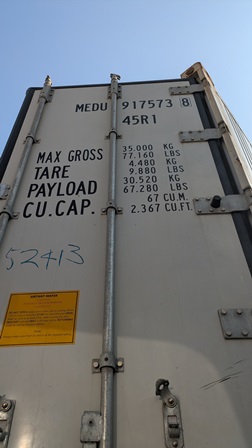 MEDU 917573 8
45R1
MAX GROSS 35.000 KG
77.160 LBS
TARE 4.480 KG
9.880 LBS
PAYLOAD 30.520 KG
67.280 LBS
CU.CAP. 67 CU.M.
2.367 CU.FT.
52413